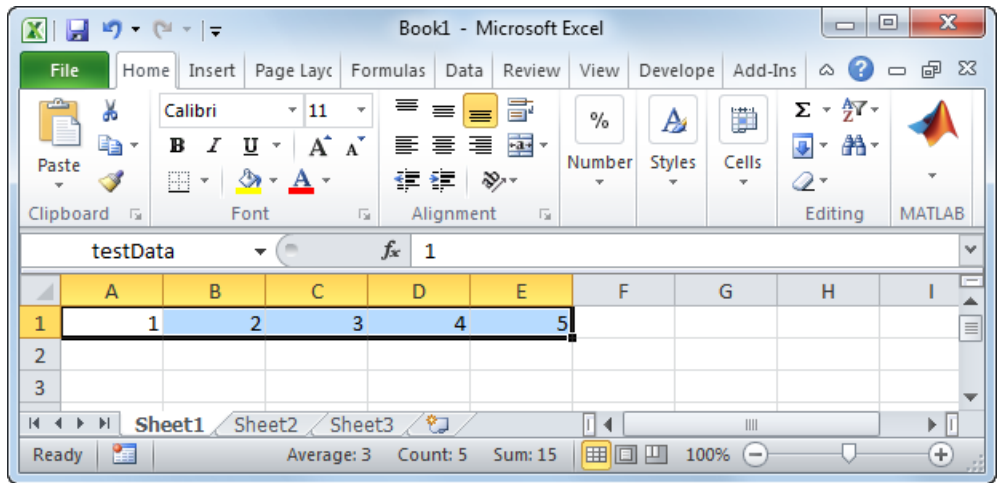 Book1 - Microsoft Excel
File Home Insert Page Layc Formulas Data Review View Develope Add-Ins
Calibri 11
% A
B I U A A
Paste Number Styles Cells
A
Clipboard Font Alignment Editing MATLAB
testData fx 1
A B C D E F G H I
1 1 2 3 4 5
2
3
Sheet1 Sheet2 Sheet3
Ready Average: 3 Count: 5 Sum: 15 100%